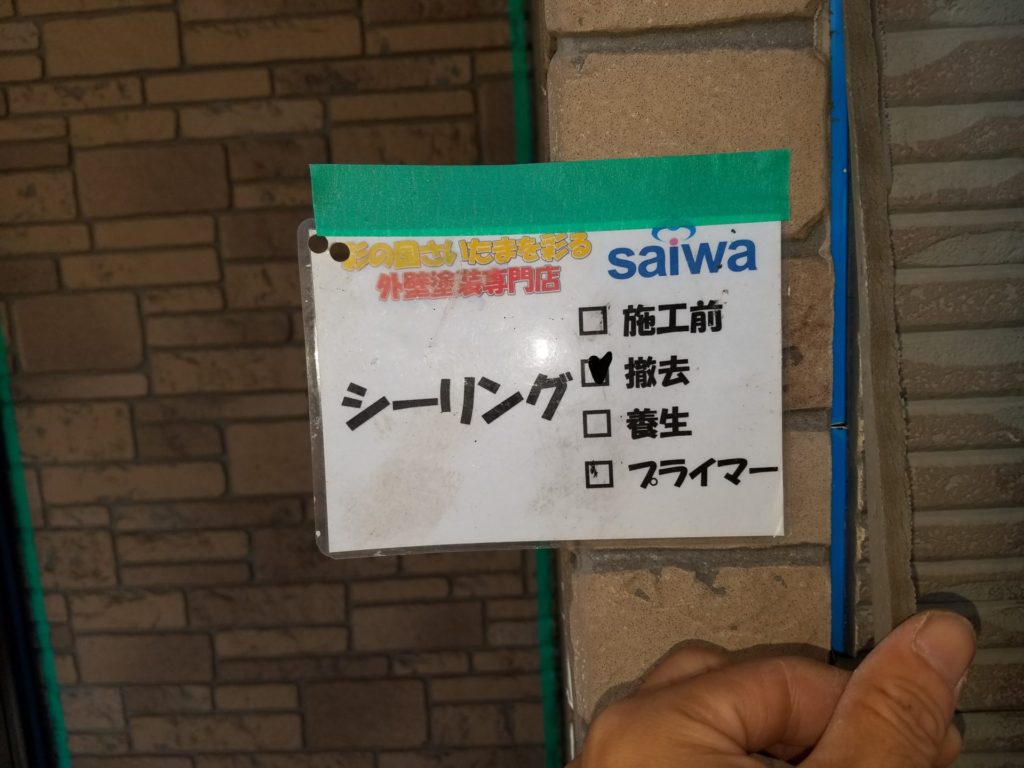 彩の国さいたまを彩る
外壁塗装専門店
saiwa
シーリング
施工前
撤去
養生
プライマー